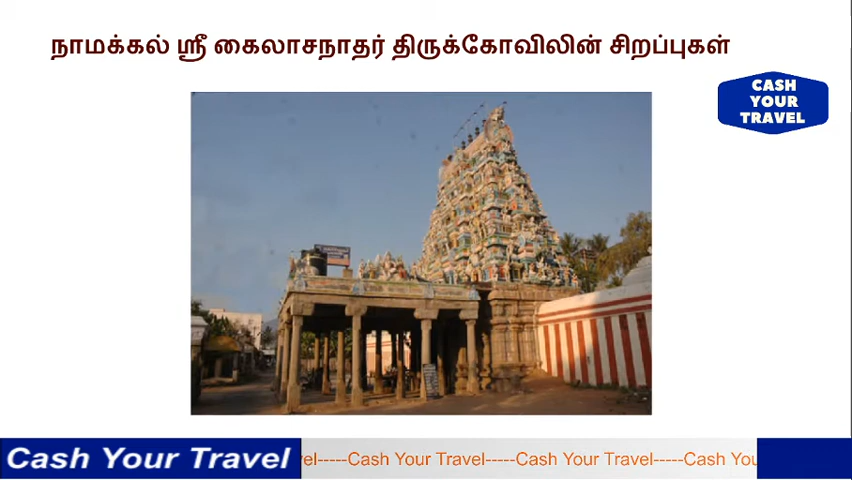 நாமக்கல் ஸ்ரீ கைலாசநாதர் திருக்கோவிலின் சிறப்புகள்
CASH
YOUR
TRAVEL
Cash Your Travel
vel-----Cash Your Travel-----Cash Your Travel-----Cash You